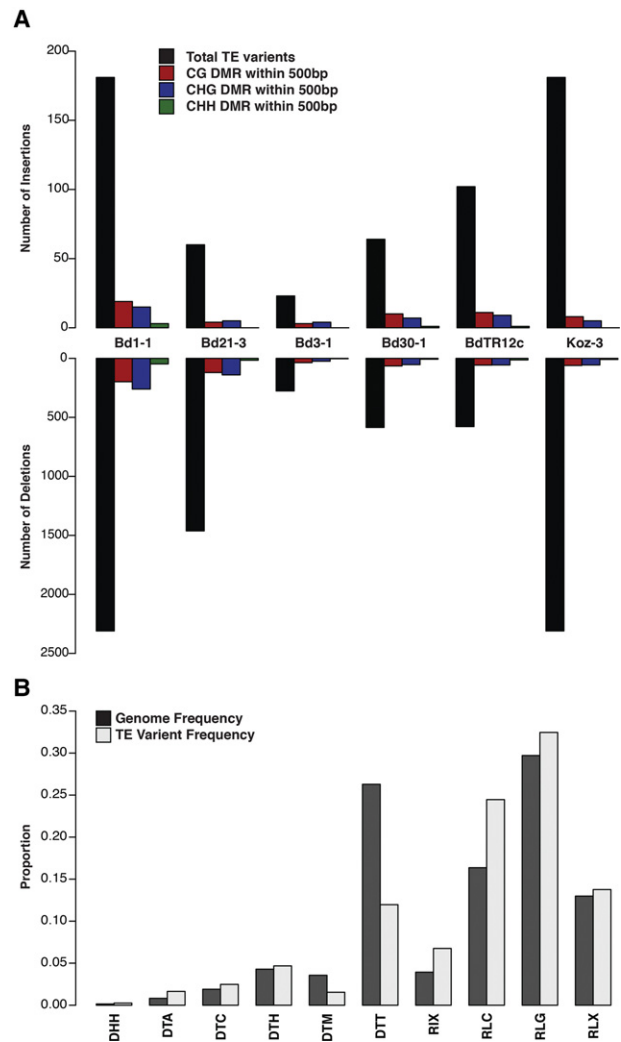 A
200
150
100
50
0
Number of Insertions
Total TE varients
CG DMR within 500bp
CHG DMR within 500bp
CHH DMR within 500bp
Bd1-1 Bd21-3 Bd3-1 Bd30-1 BdTR12c Koz-3
0
500
1000
1500
2000
2500
Number of Deletions
B
0.35
0.30
0.25
0.20
0.15
0.10
0.05
0.00
Proportion
Genome Frequency
TE Varient Frequency
DHH DTA DTC DTH DTM DTT RIX RLC RLG RLX